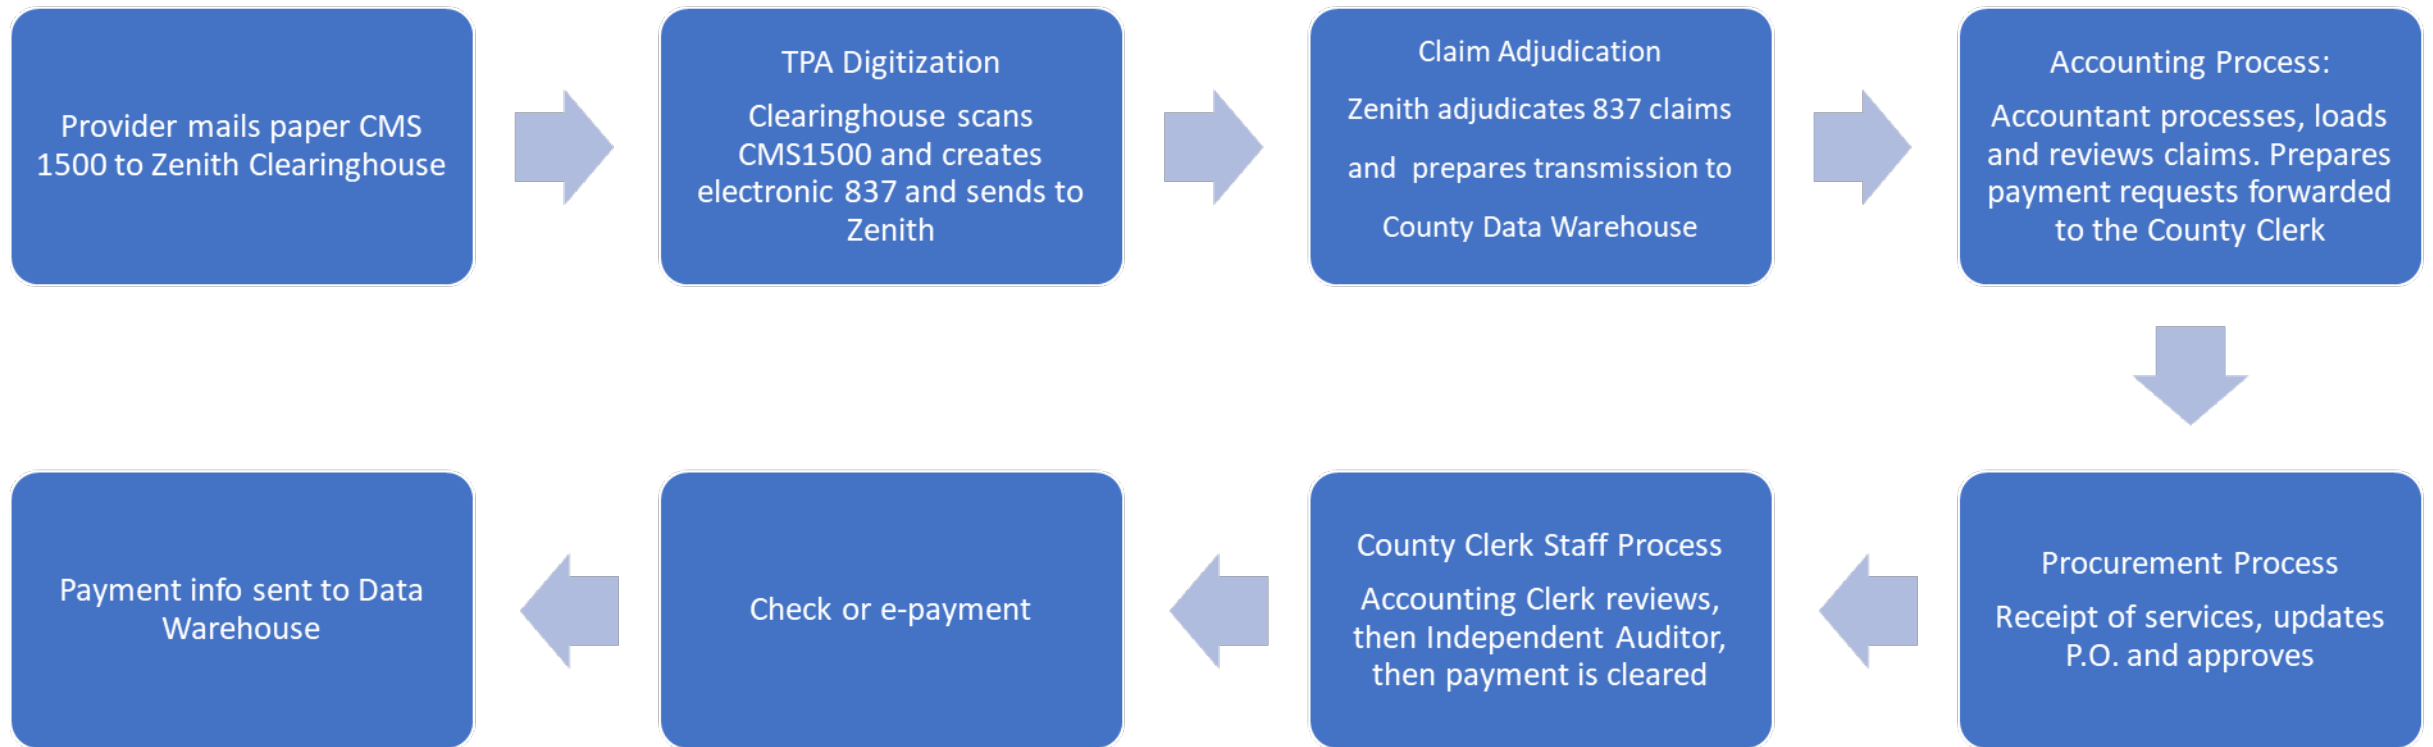 Provider mails paper CMS
1500 to Zenith Clearinghouse
TPA Digitization
Clearinghouse scans
CMS1500 and creates
electronic 837 and sends to
Zenith
Claim Adjudication
Zenith adjudicates 837 claims
and prepares transmission to
County Data Warehouse
Accounting Process:
Accountant processes, loads
and reviews claims. Prepares
payment requests forwarded
to the County Clerk
Procurement Process
Receipt of services, updates
P.O. and approves
County Clerk Staff Process
Accounting Clerk reviews,
then Independent Auditor,
then payment is cleared
Check or e-payment
Payment info sent to Data
Warehouse